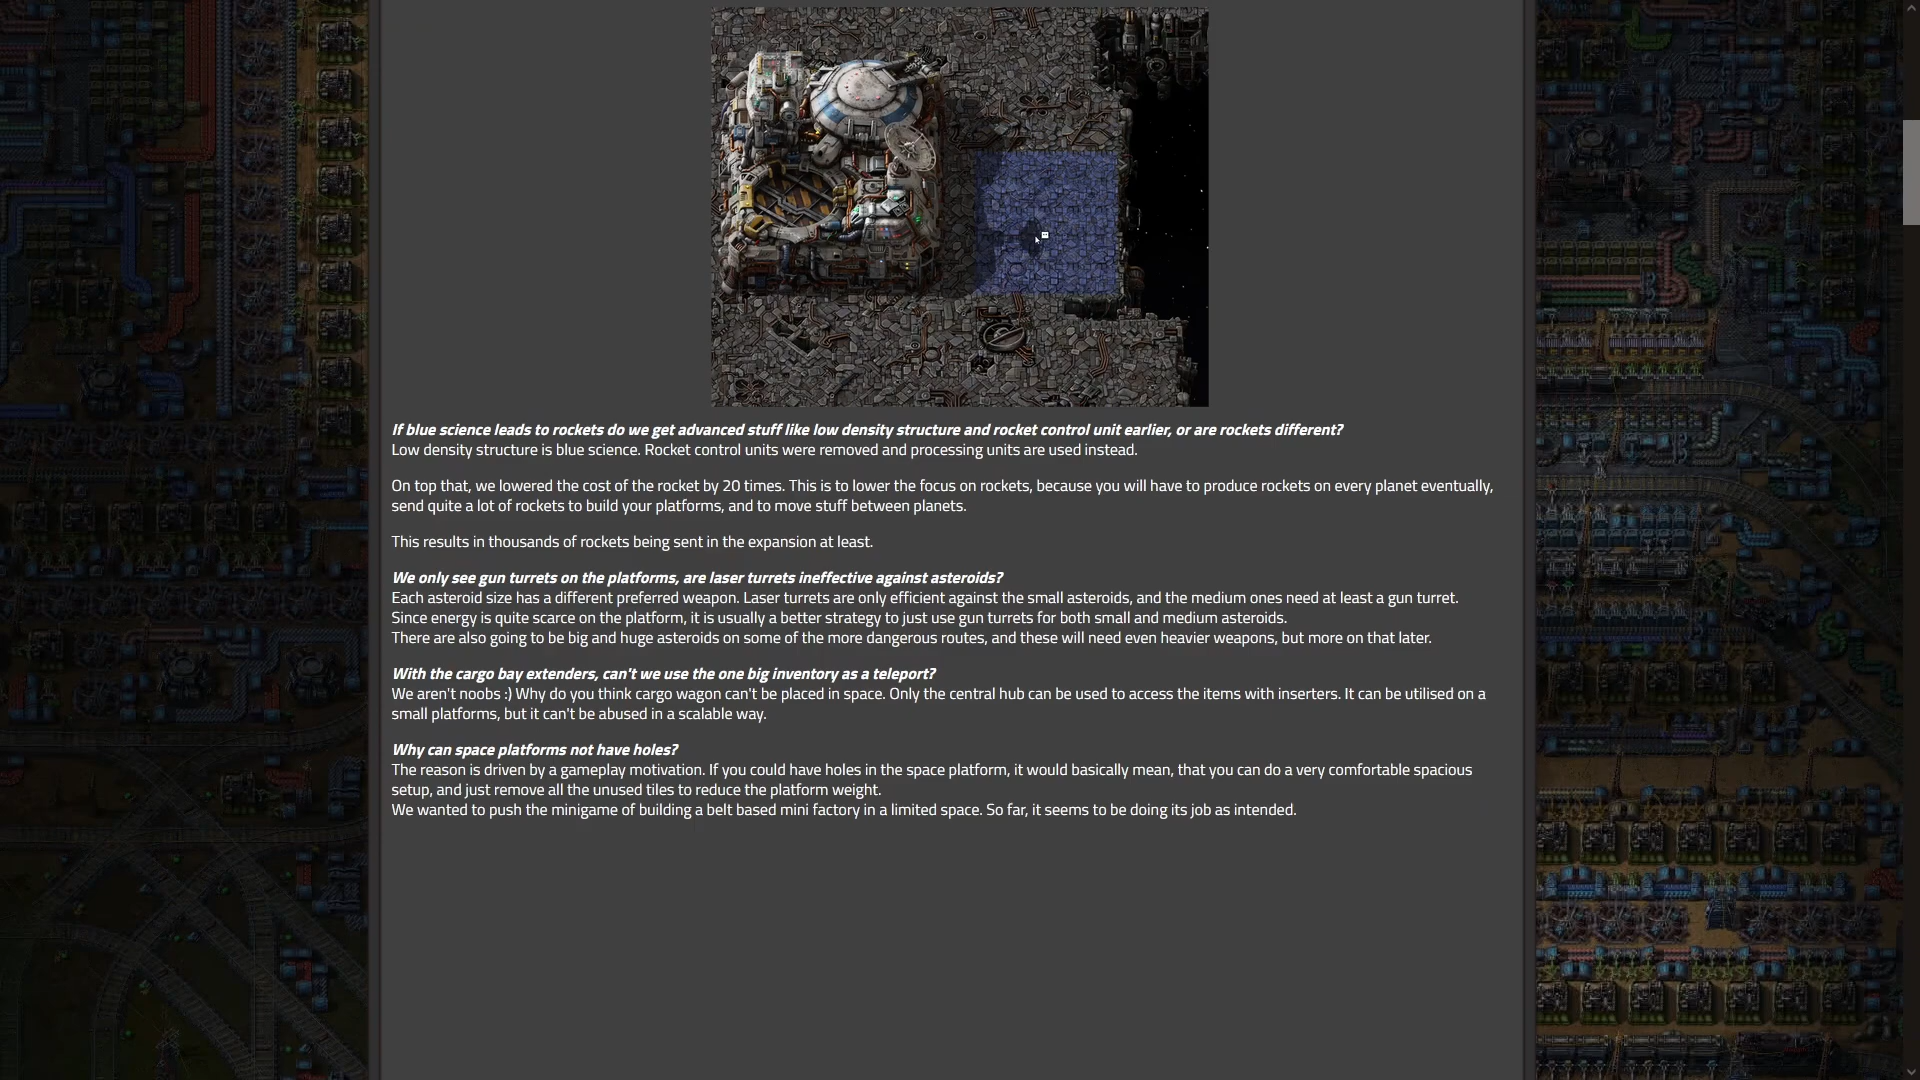 If blue science leads to rockets do we get advanced stuff like low density structure and rocket control unit earlier, or are rockets different?
Low density structure is blue science. Rocket control units were removed and processing units are used instead.
On top that, we lowered the cost of the rocket by 20 times. This is to lower the focus on rockets, because you will have to produce rockets on every planet eventually,
send quite a lot of rockets to build your platforms, and to move stuff between planets.
This results in thousands of rockets being sent in the expansion at least.
We only see gun turrets on the platforms, are laser turrets ineffective against asteroids?
Each asteroid size has a different preferred weapon. Laser turrets are only efficient against the small asteroids, and the medium ones need at least a gun turret.
Since energy is quite scarce on the platform, it is usually a better strategy to just use gun turrets for both small and medium asteroids.
There are also going to be big and huge asteroids on some of the more dangerous routes, and these will need even heavier weapons, but more on that later.
With the cargo bay extenders, can't we use the one big inventory as a teleport?
We aren't noobs :) Why do you think cargo wagon can't be placed in space. Only the central hub can be used to access the items with inserters. It can be utilised on a
small platforms, but it can't be abused in a scalable way.
Why can space platforms not have holes?
The reason is driven by a gameplay motivation. If you could have holes in the space platform, it would basically mean, that you can do a very comfortable spacious
setup, and just remove all the unused tiles to reduce the platform weight.
We wanted to push the minigame of building a belt based mini factory in a limited space. So far, it seems to be doing its job as intended.